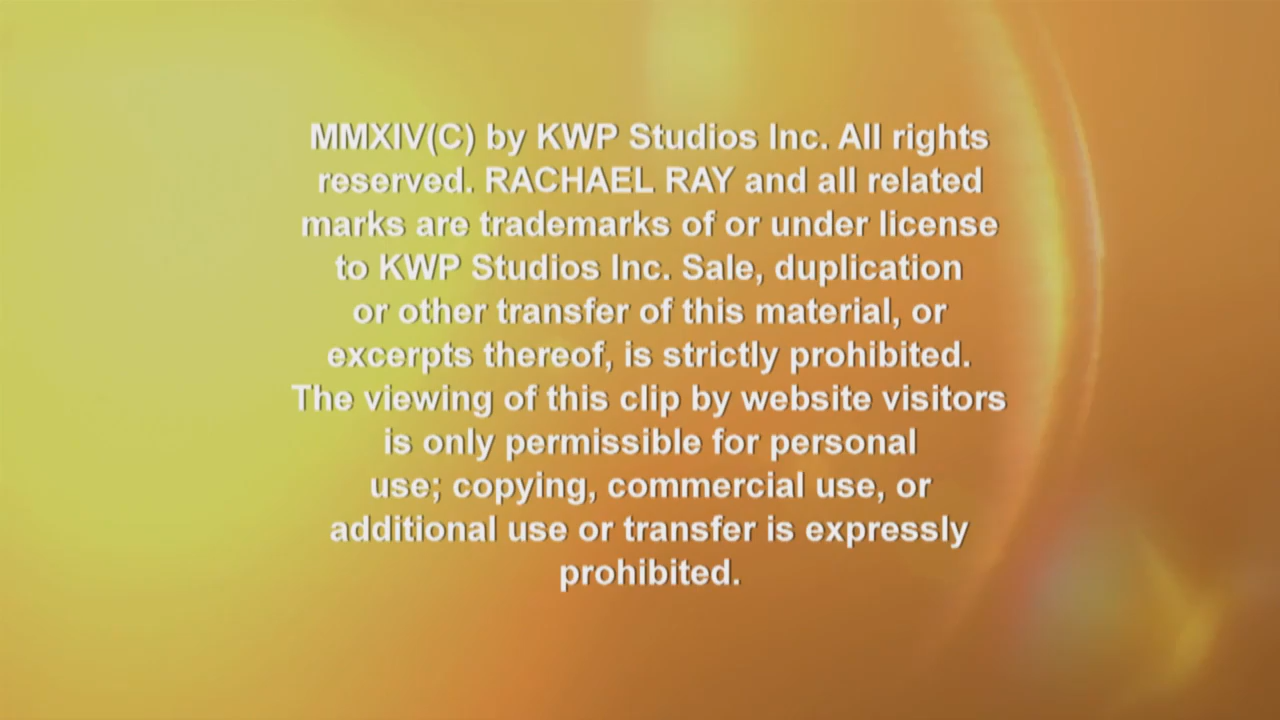 MMXIV(C) by KWP Studios Inc. All rights
reserved. RACHAEL RAY and all related
marks are trademarks of or under license
to KWP Studios Inc. Sale, duplication
or other transfer of this material, or
excerpts thereof, is strictly prohibited.
The viewing of this clip by website visitors
is only permissible for personal
use; copying, commercial use, or
additional use or transfer is expressly
prohibited.